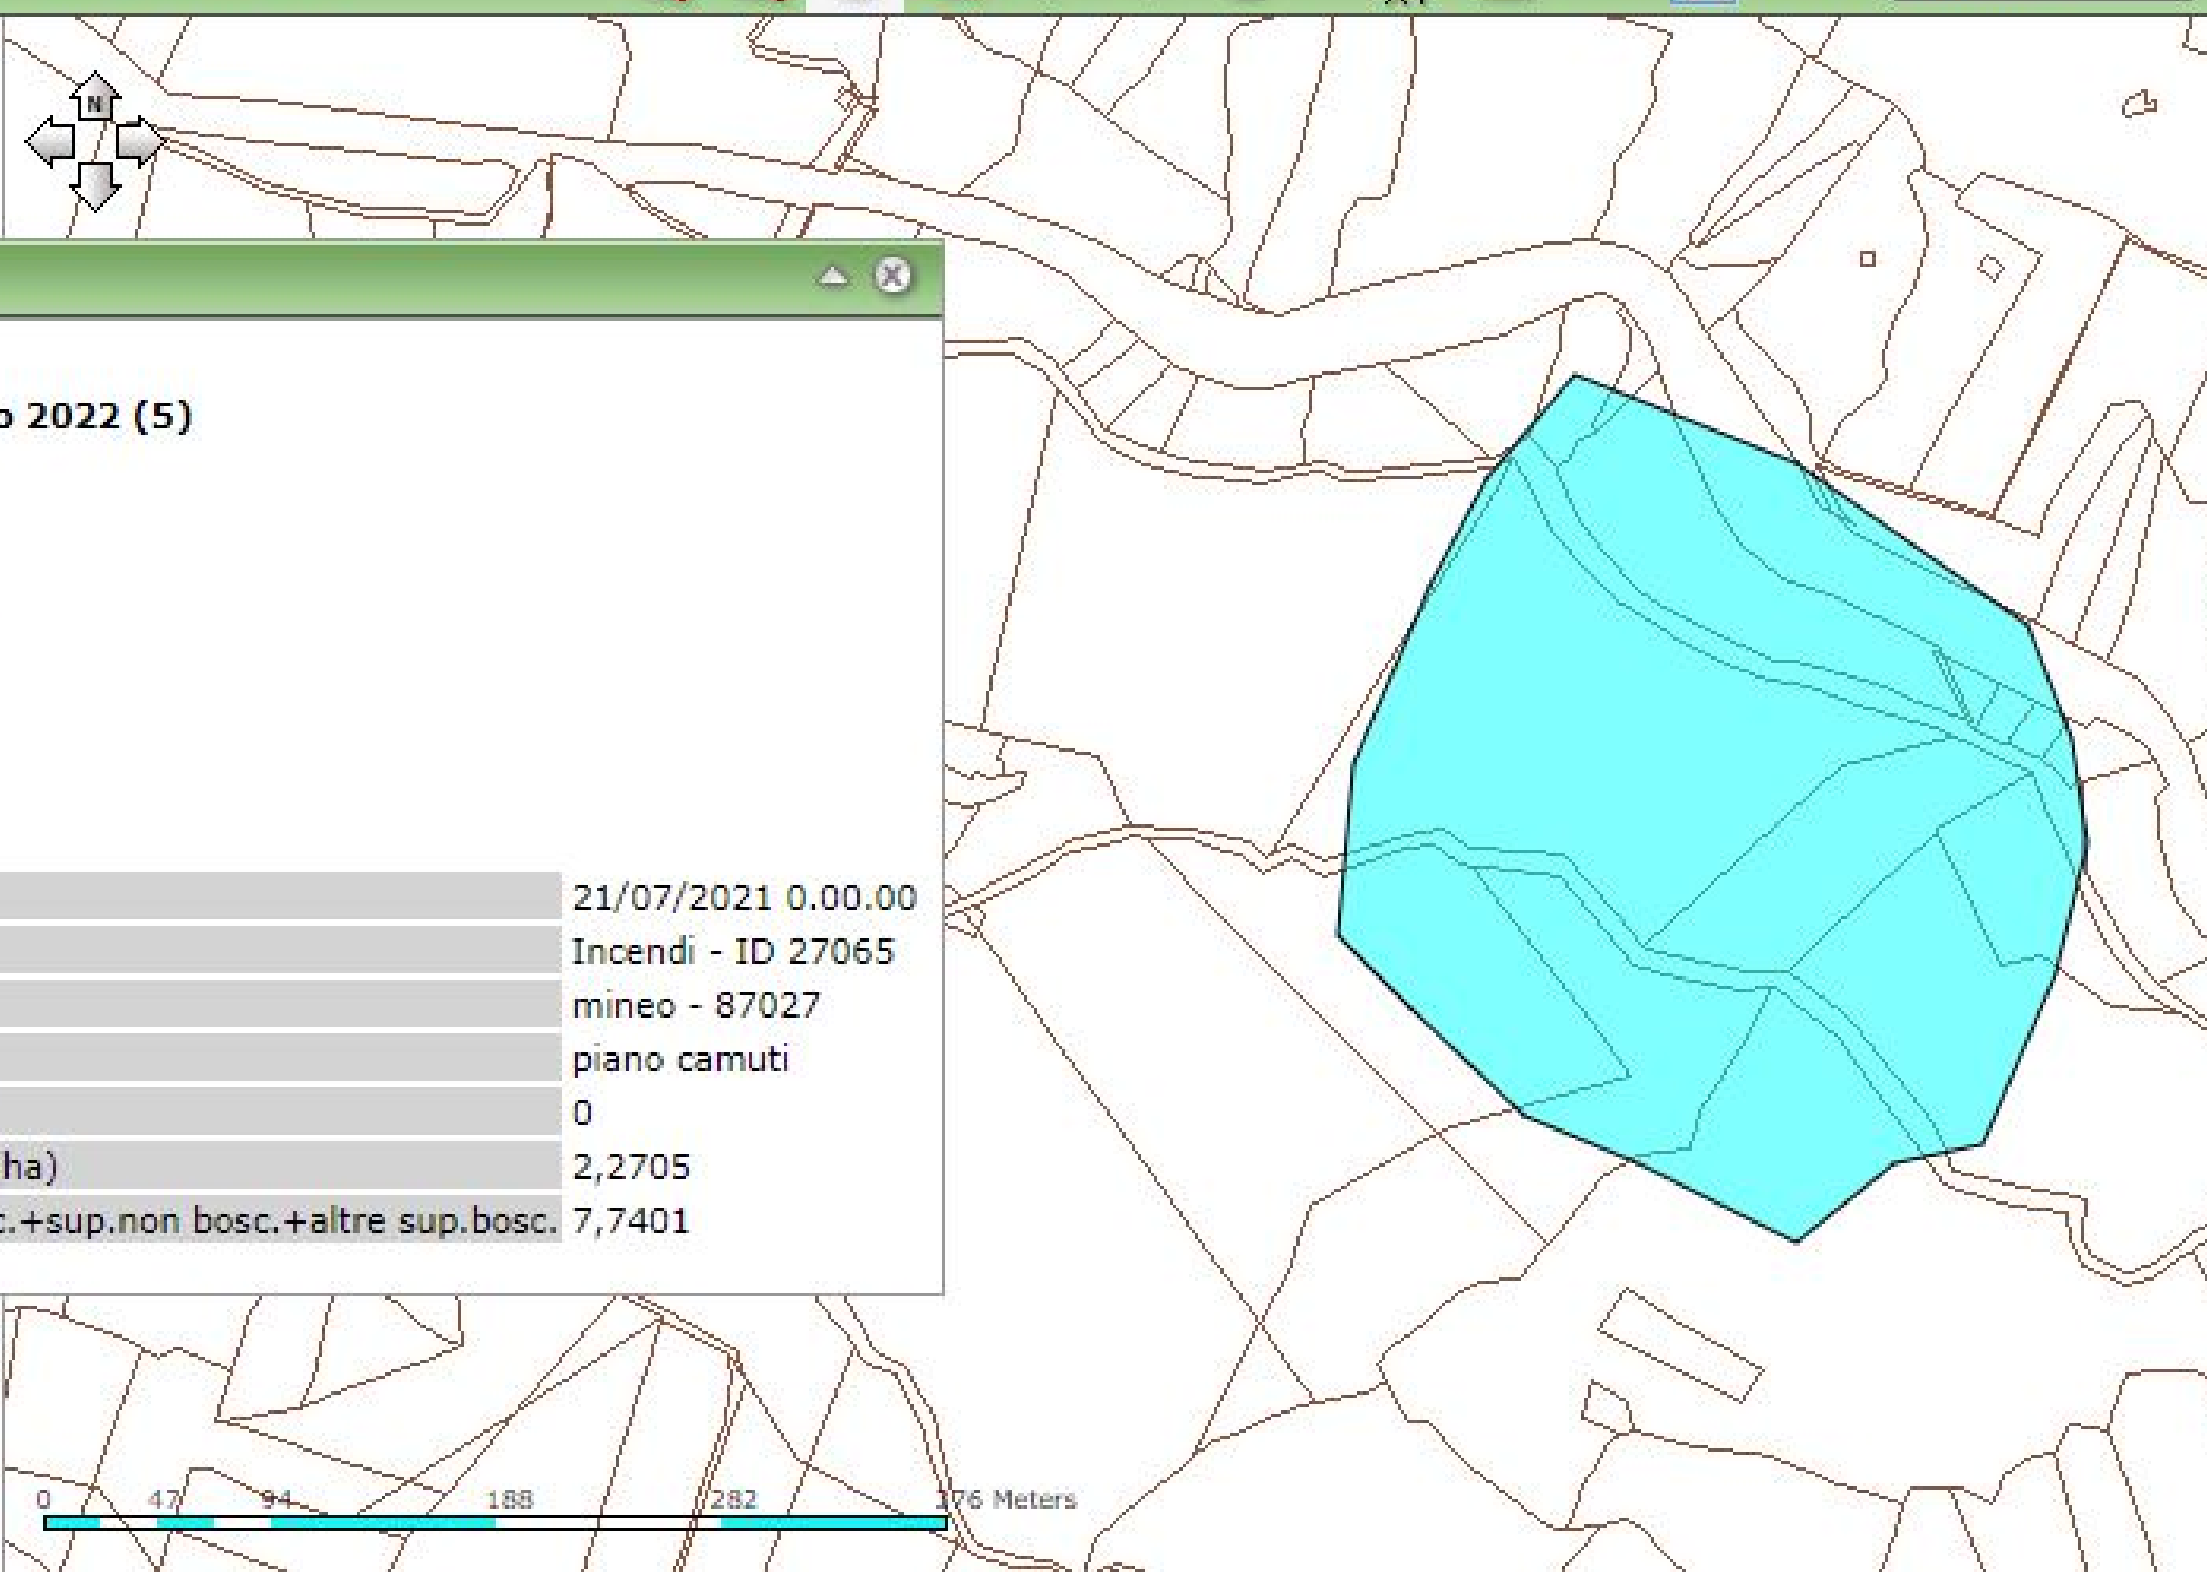 N
o 2022 (5)
21/07/2021 0.00.00
Incendi - ID 27065
mineo - 87027
piano camuti
0
ha) 2,2705
c.+sup.non bosc.+altre sup.bosc. 7,7401
0 47 94 188 282 376 Meters